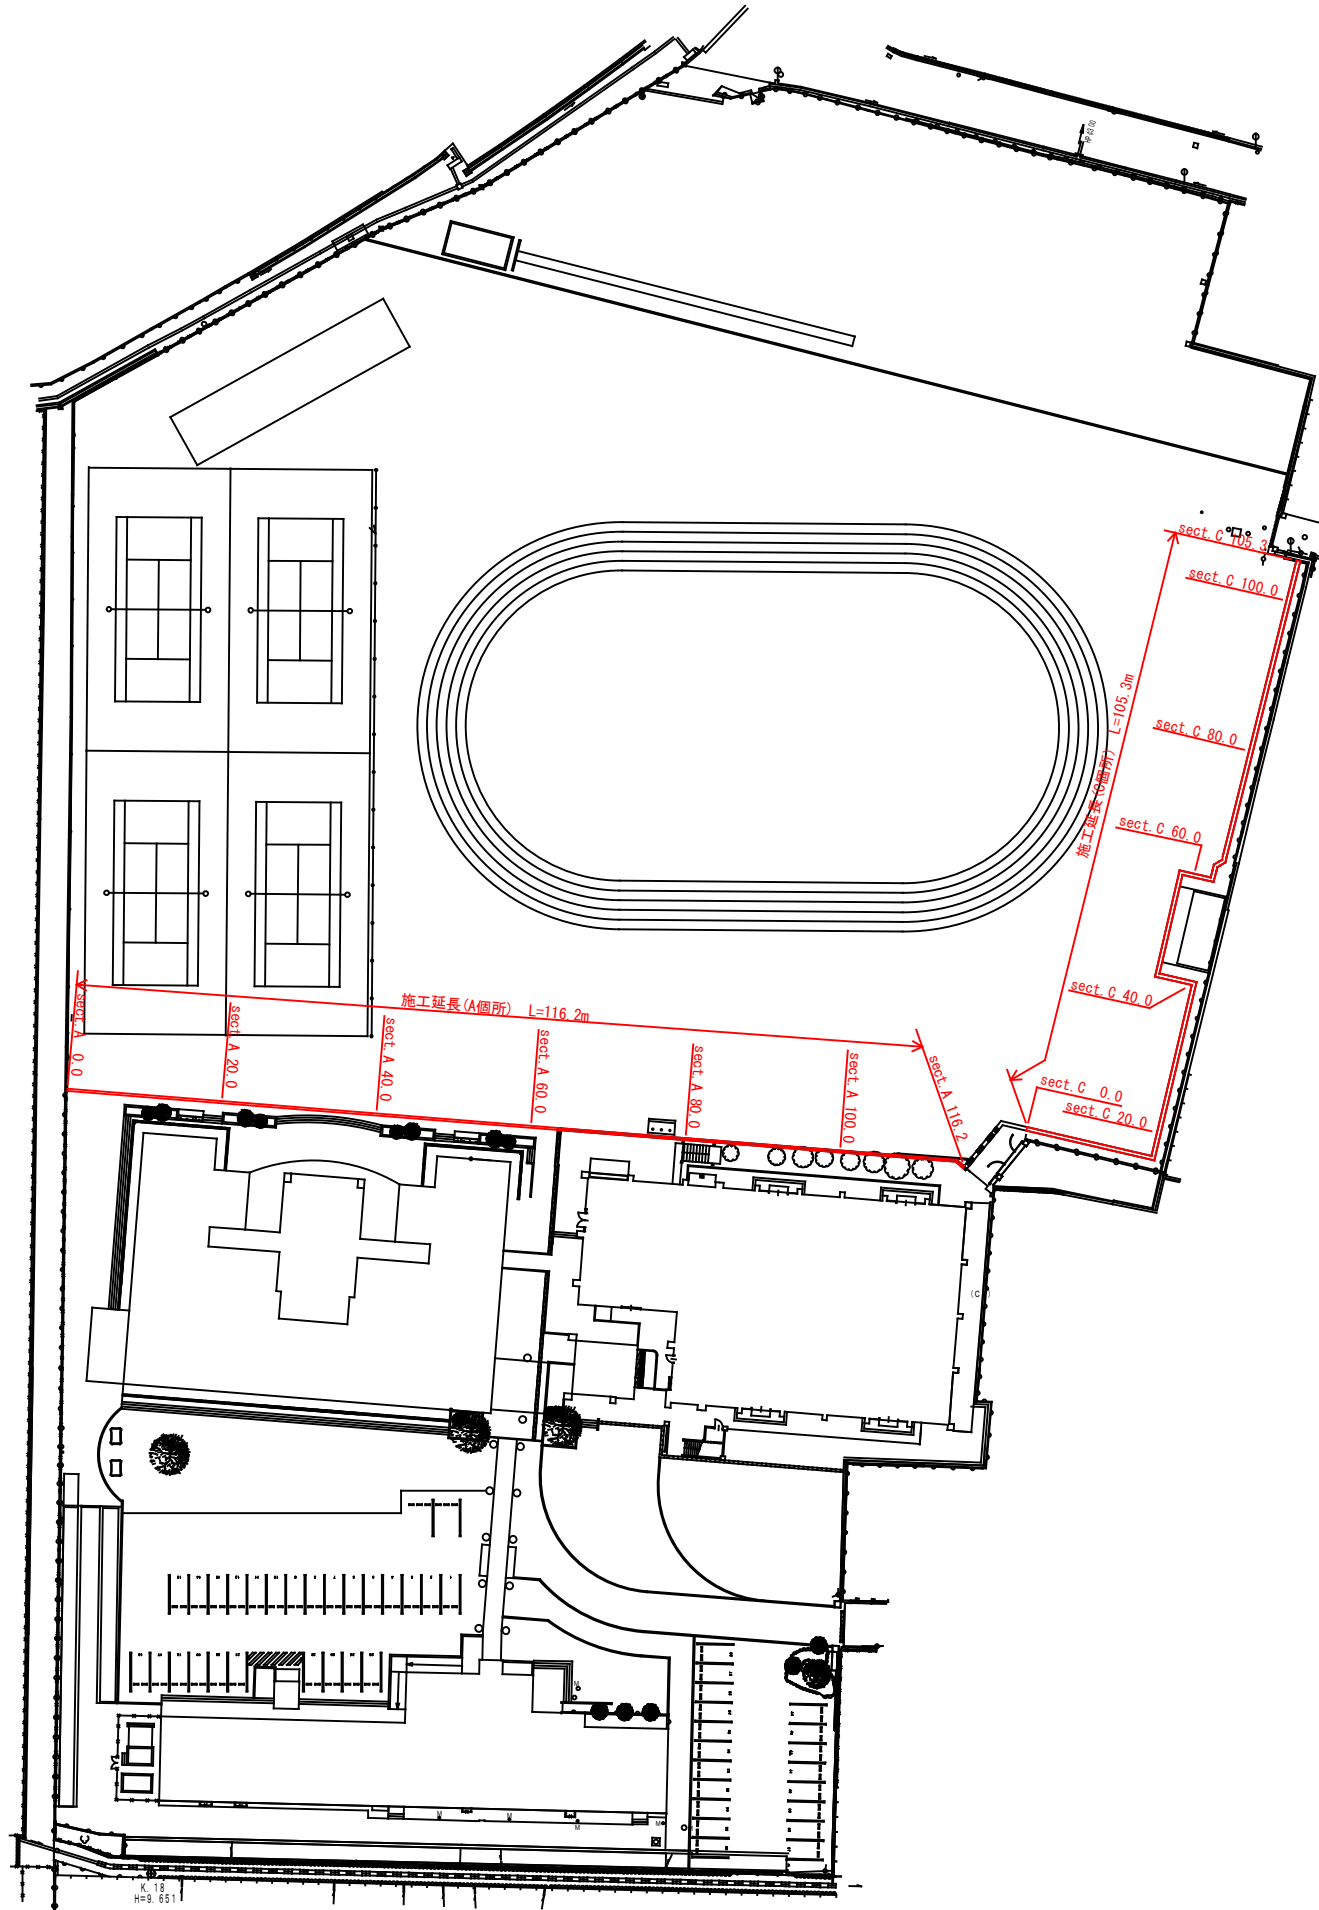 HP 63.00
sect. C 105.3
sect. C 100.0
施工延長(C個所) L=105.3m
sect. C 80.0
sect. C 60.0
sect. C 40.0
施工延長(A個所) L=116.2m
sect. A 0.0
sect. A 20.0
sect. A 40.0
sect. A 60.0
sect. A 80.0
sect. A 100.0
sect. A 116.2
sect. C 0.0
sect. C 20.0
(C)
M
M
M
M
M
K. 18
H=9.651